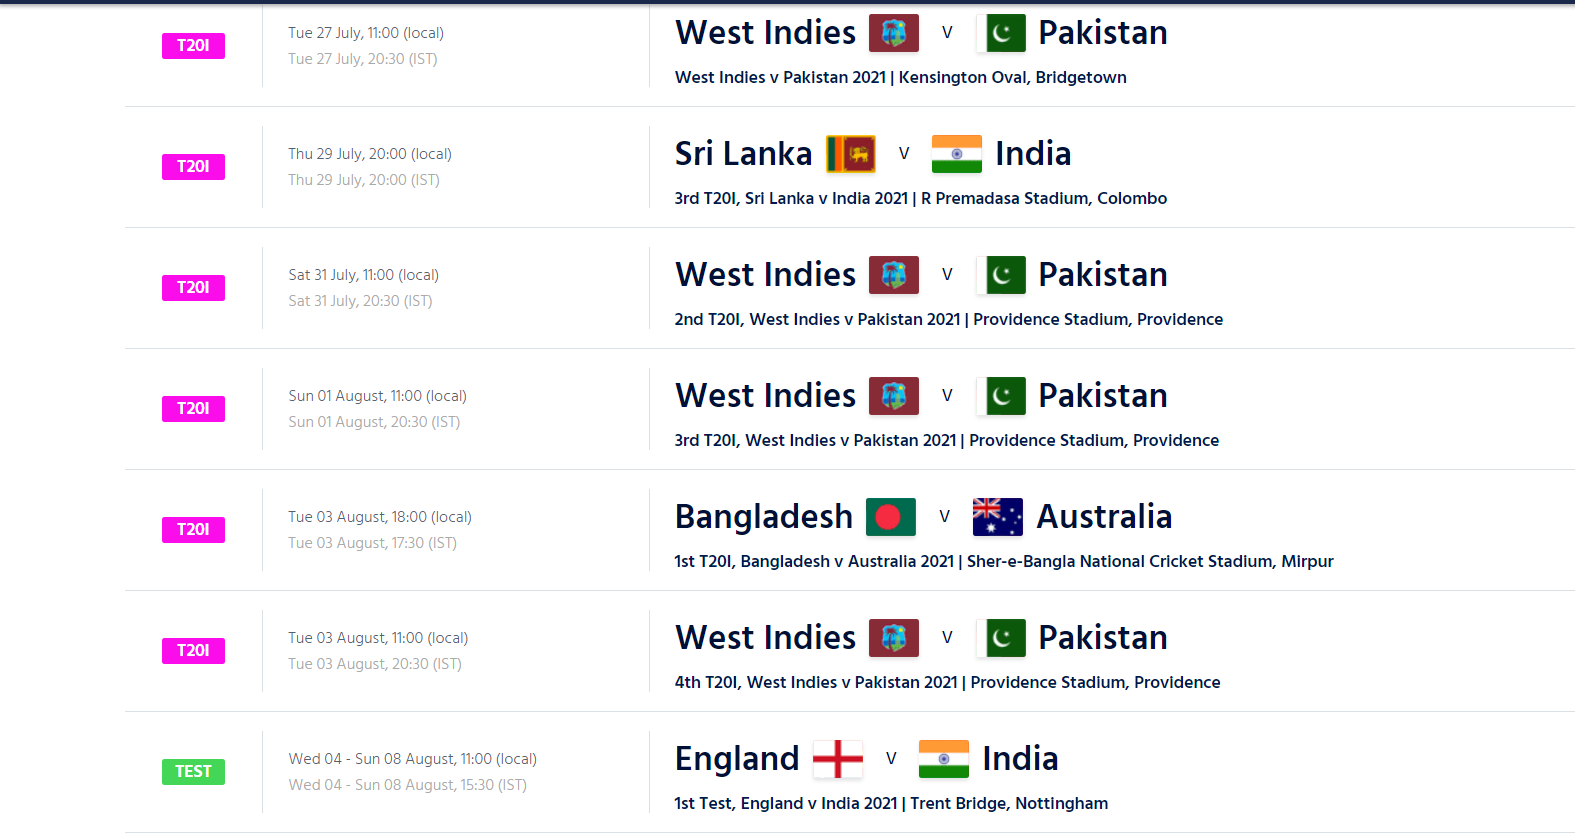 T20I
Tue 27 July, 11:00 (local)
Tue 27 July, 20:30 (IST)
West Indies v Pakistan
West Indies v Pakistan 2021 | Kensington Oval, Bridgetown
T20I
Thu 29 July, 20:00 (local)
Thu 29 July, 20:00 (IST)
Sri Lanka v India
3rd T20I, Sri Lanka v India 2021 | R Premadasa Stadium, Colombo
T20I
Sat 31 July, 11:00 (local)
Sat 31 July, 20:30 (IST)
West Indies v Pakistan
2nd T20I, West Indies v Pakistan 2021 | Providence Stadium, Providence
T20I
Sun 01 August, 11:00 (local)
Sun 01 August, 20:30 (IST)
West Indies v Pakistan
3rd T20I, West Indies v Pakistan 2021 | Providence Stadium, Providence
T20I
Tue 03 August, 18:00 (local)
Tue 03 August, 17:30 (IST)
Bangladesh v Australia
1st T20I, Bangladesh v Australia 2021 | Sher-e-Bangla National Cricket Stadium, Mirpur
T20I
Tue 03 August, 11:00 (local)
Tue 03 August, 20:30 (IST)
West Indies v Pakistan
4th T20I, West Indies v Pakistan 2021 | Providence Stadium, Providence
TEST
Wed 04 - Sun 08 August, 11:00 (local)
Wed 04 - Sun 08 August, 15:30 (IST)
England v India
1st Test, England v India 2021 | Trent Bridge, Nottingham